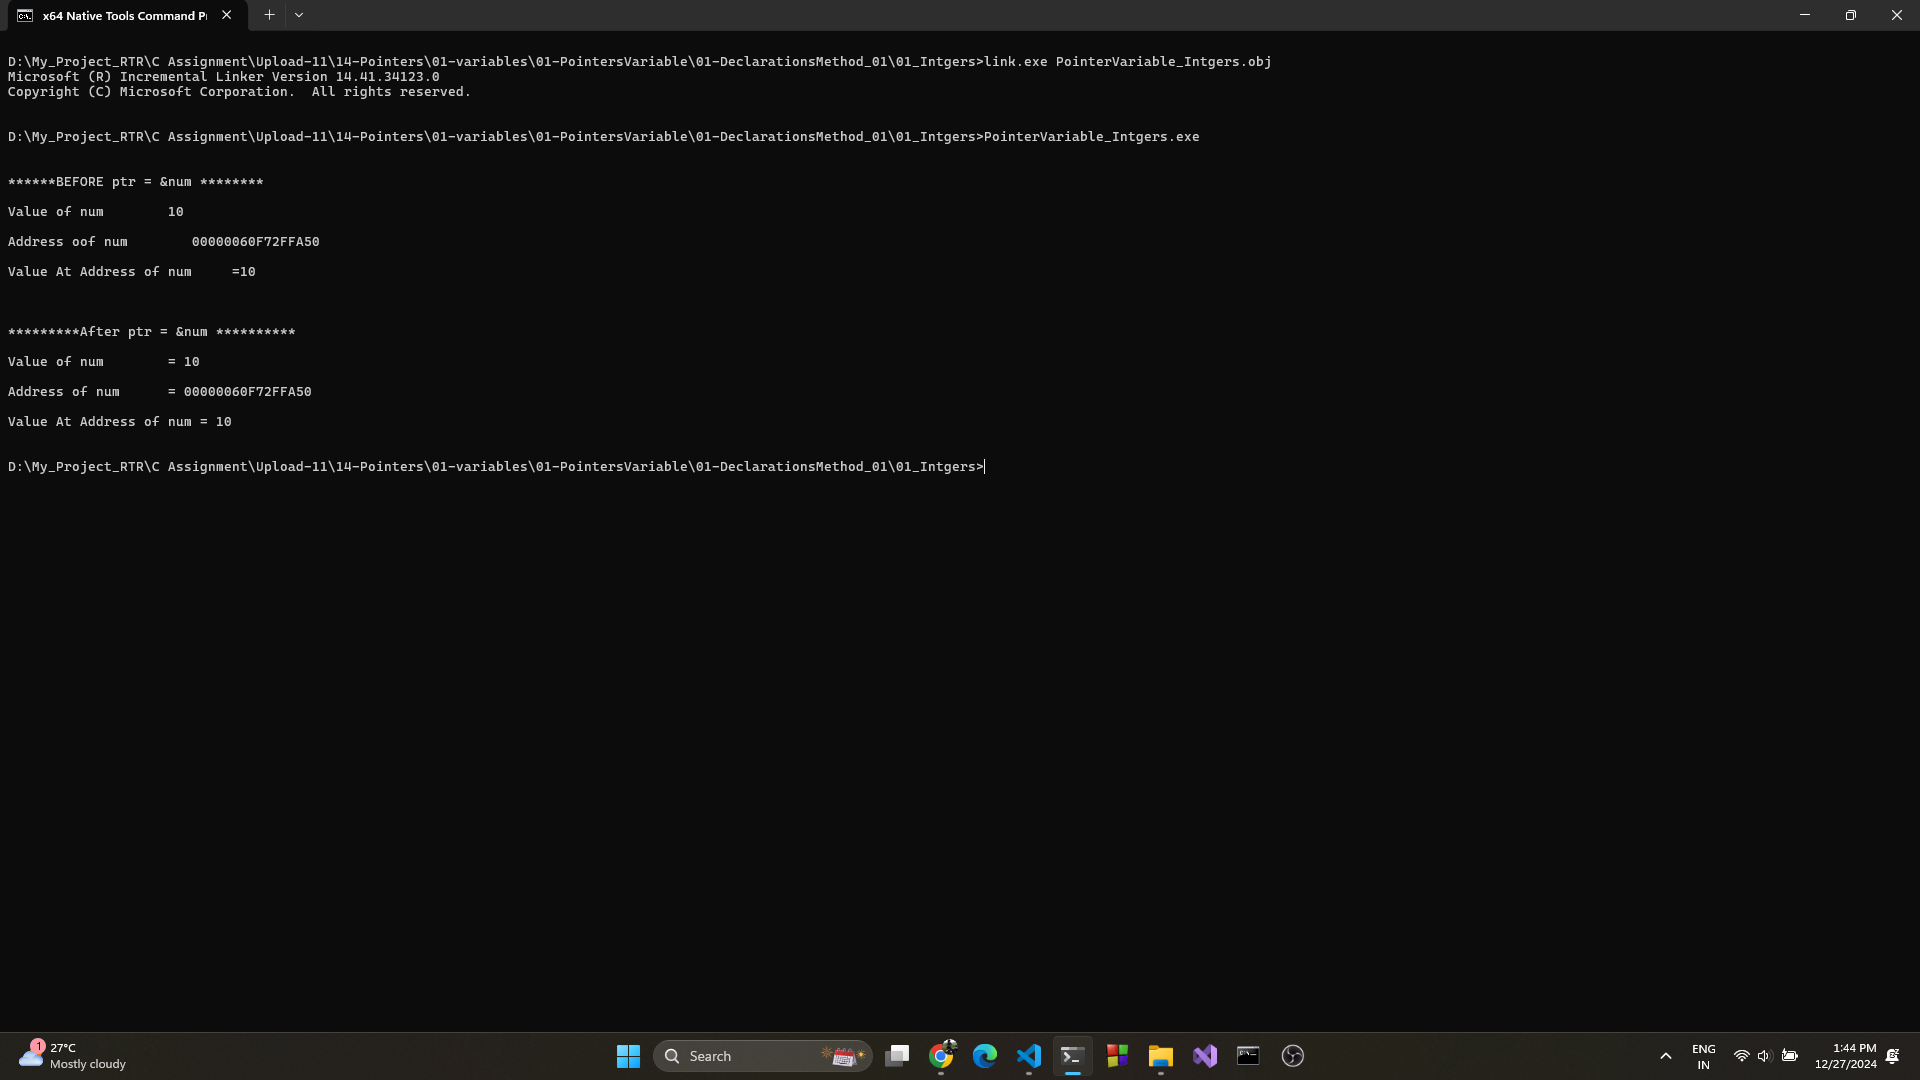 x64 Native Tools Command P
D:\My_Project_RTR\C Assignment\Upload-11\14-Pointers\01-variables\01-PointersVariable\01-DeclarationsMethod_01\01_Intgers>link.exe PointerVariable_Intgers.obj
Microsoft (R) Incremental Linker Version 14.41.34123.0
Copyright (C) Microsoft Corporation.  All rights reserved.
D:\My_Project_RTR\C Assignment\Upload-11\14-Pointers\01-variables\01-PointersVariable\01-DeclarationsMethod_01\01_Intgers>PointerVariable_Intgers.exe
******BEFORE ptr = &num ********
Value of num        10
Address oof num        00000060F72FFA50
Value At Address of num     =10
*********After ptr = &num **********
Value of num        = 10
Address of num      = 00000060F72FFA50
Value At Address of num = 10
D:\My_Project_RTR\C Assignment\Upload-11\14-Pointers\01-variables\01-PointersVariable\01-DeclarationsMethod_01\01_Intgers>
1
27°C
Mostly cloudy
Search
ENG
IN
1:44 PM
12/27/2024